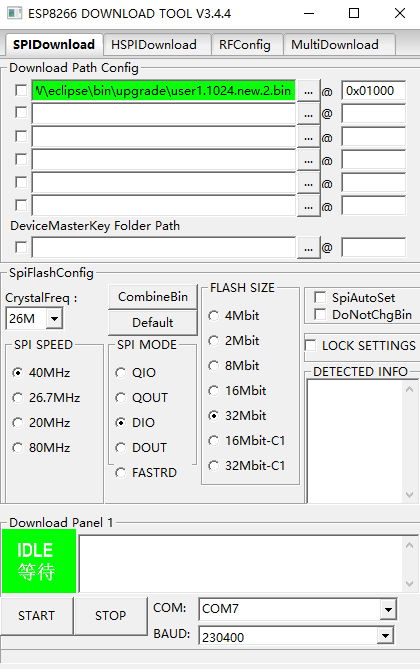 ESP8266 DOWNLOAD TOOL V3.4.4
SPIDownload HSPIDownload RFConfig MultiDownload
Download Path Config
\eclipse\bin\upgrade\user1.1024.new.2.bin ... @ 0x01000
... @
... @
... @
... @
... @
DeviceMasterKey Folder Path
... @
SpiFlashConfig
CrystalFreq :
26M
CombineBin
Default
SPI SPEED
40MHz
26.7MHz
20MHz
80MHz
SPI MODE
QIO
QOUT
DIO
DOUT
FASTRD
FLASH SIZE
4Mbit
2Mbit
8Mbit
16Mbit
32Mbit
16Mbit-C1
32Mbit-C1
SpiAutoSet
DoNotChgBin
LOCK SETTINGS
DETECTED INFO
Download Panel 1
IDLE
等待
START STOP
COM: COM7
BAUD: 230400